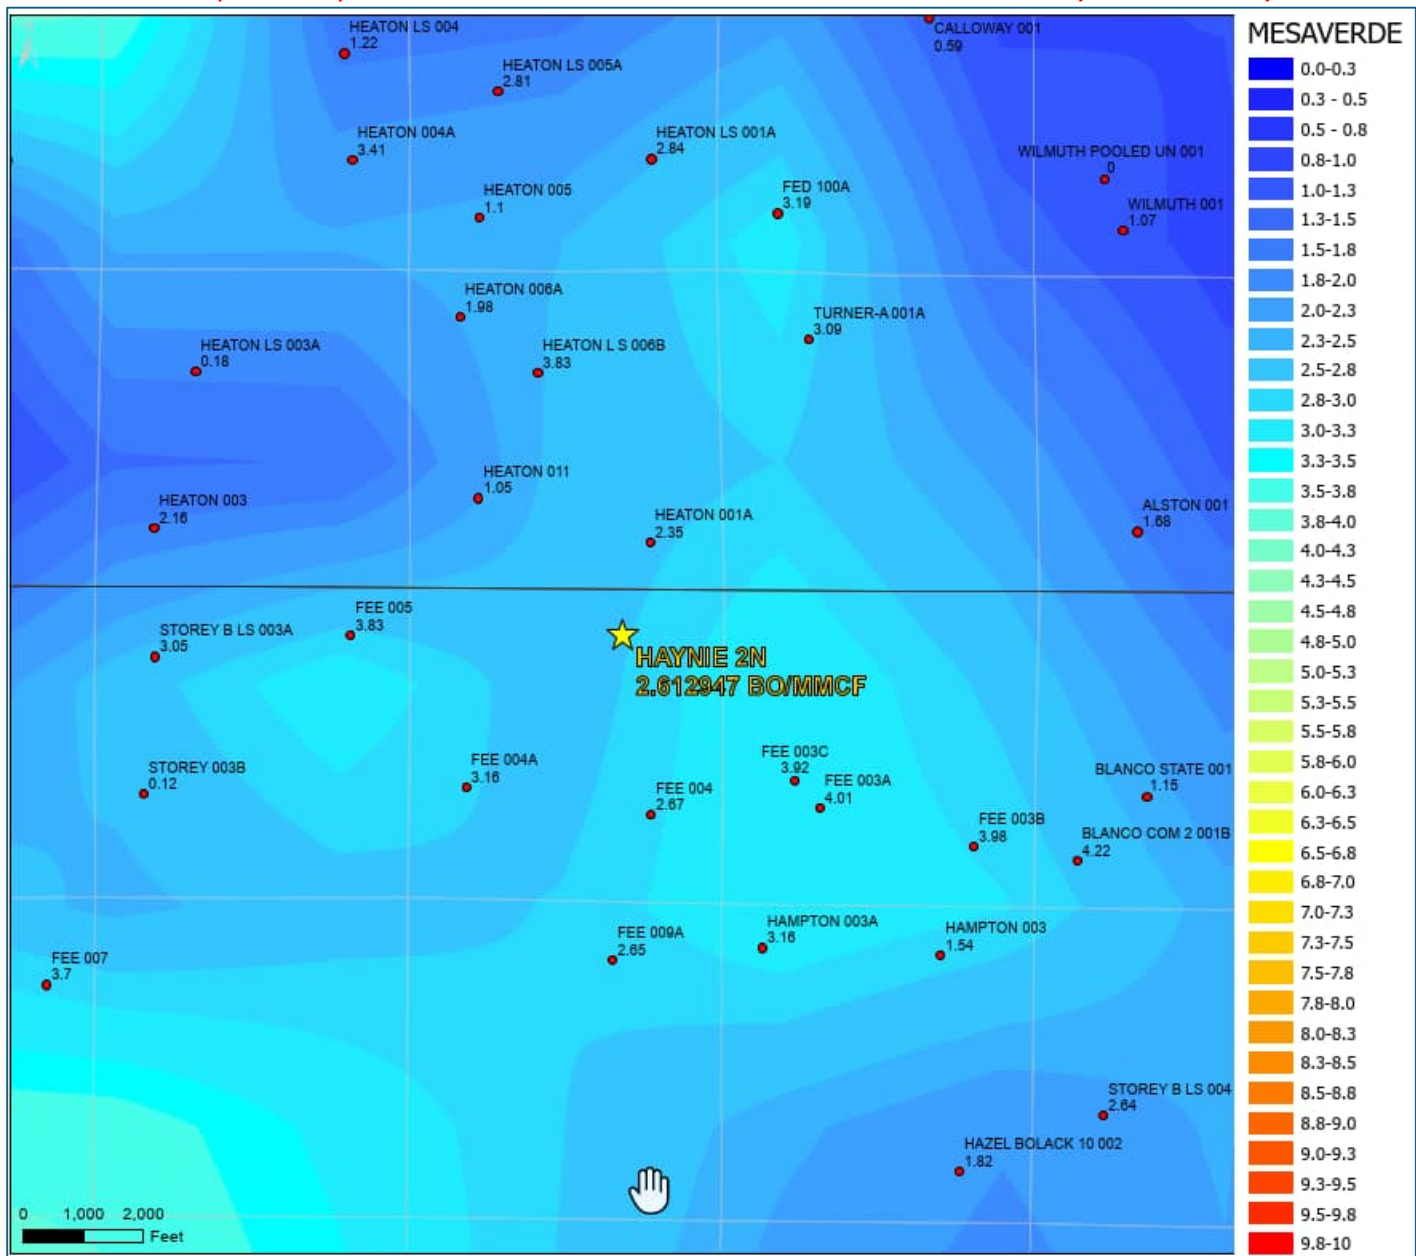 MESAVERDE
0.0-0.3
0.3 - 0.5
0.5 - 0.8
0.8-1.0
1.0-1.3
1.3-1.5
1.5-1.8
1.8-2.0
2.0-2.3
2.3-2.5
2.5-2.8
2.8-3.0
3.0-3.3
3.3-3.5
3.5-3.8
3.8-4.0
4.0-4.3
4.3-4.5
4.5-4.8
4.8-5.0
5.0-5.3
5.3-5.5
5.5-5.8
5.8-6.0
6.0-6.3
6.3-6.5
6.5-6.8
6.8-7.0
7.0-7.3
7.3-7.5
7.5-7.8
7.8-8.0
8.0-8.3
8.3-8.5
8.5-8.8
8.8-9.0
9.0-9.3
9.3-9.5
9.5-9.8
9.8-10
HEATON LS 004
1.22
CALLOWAY 001
0.59
HEATON LS 005A
2.81
HEATON 004A
3.41
HEATON LS 001A
2.84
WILMUTH POOLED UN 001
0
HEATON 005
1.1
FED 100A
3.19
WILMUTH 001
1.07
HEATON 006A
1.98
TURNER-A 001A
3.09
HEATON LS 003A
0.18
HEATON L S 006B
3.83
HEATON 011
1.05
HEATON 003
2.16
HEATON 001A
2.35
ALSTON 001
1.68
FEE 005
3.83
STOREY B LS 003A
3.05
HAYNIE 2N
2.612947 BO/MMCF
STOREY 003B
0.12
FEE 004A
3.16
FEE 003C
3.92
FEE 003A
4.01
FEE 004
2.67
BLANCO STATE 001
1.15
FEE 003B
3.98
BLANCO COM 2 001B
4.22
FEE 009A
2.65
HAMPTON 003A
3.16
HAMPTON 003
1.54
FEE 007
3.7
STOREY B LS 004
2.64
HAZEL BOLACK 10 002
1.82
0 1,000 2,000
Feet